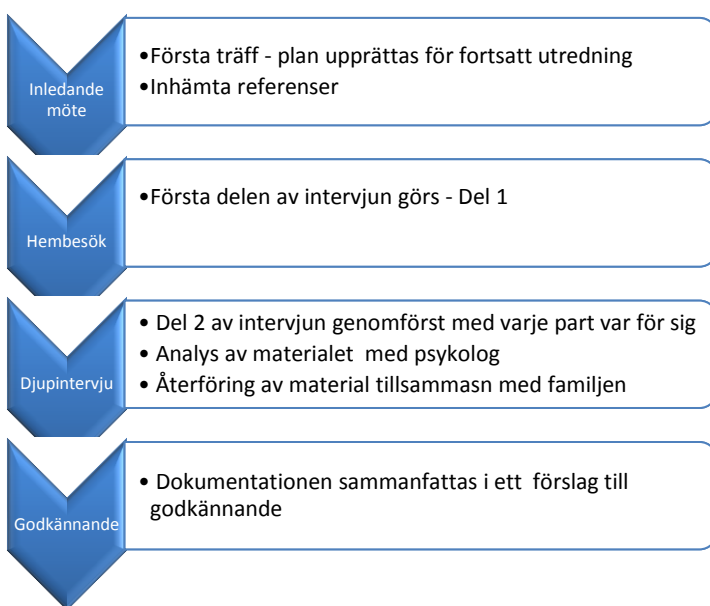 Inledande
möte
•Första träff - plan upprättas för fortsatt utredning
•Inhämta referenser
Hembesök
•Första delen av intervjun görs - Del 1
Djupintervju
• Del 2 av intervjun genomförst med varje part var för sig
• Analys av materialet med psykolog
• Återföring av material tillsammasn med familjen
Godkännande
• Dokumentationen sammanfattas i ett förslag till
godkännande